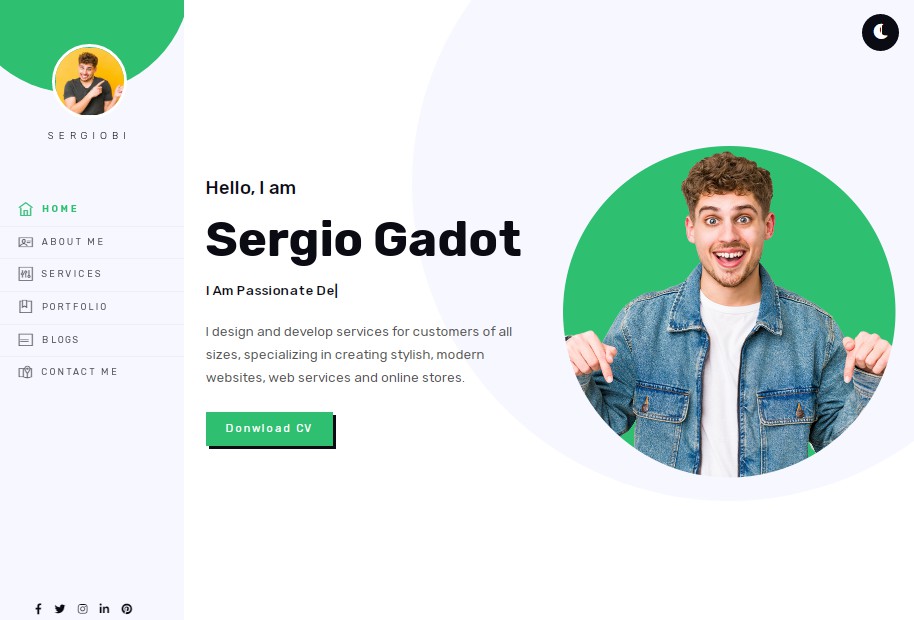 SERGIOBI
HOME
ABOUT ME
SERVICES
PORTFOLIO
BLOGS
CONTACT ME
Hello, I am
Sergio Gadot
I Am Passionate De|
I design and develop services for customers of all
sizes, specializing in creating stylish, modern
websites, web services and online stores.
Donwload CV